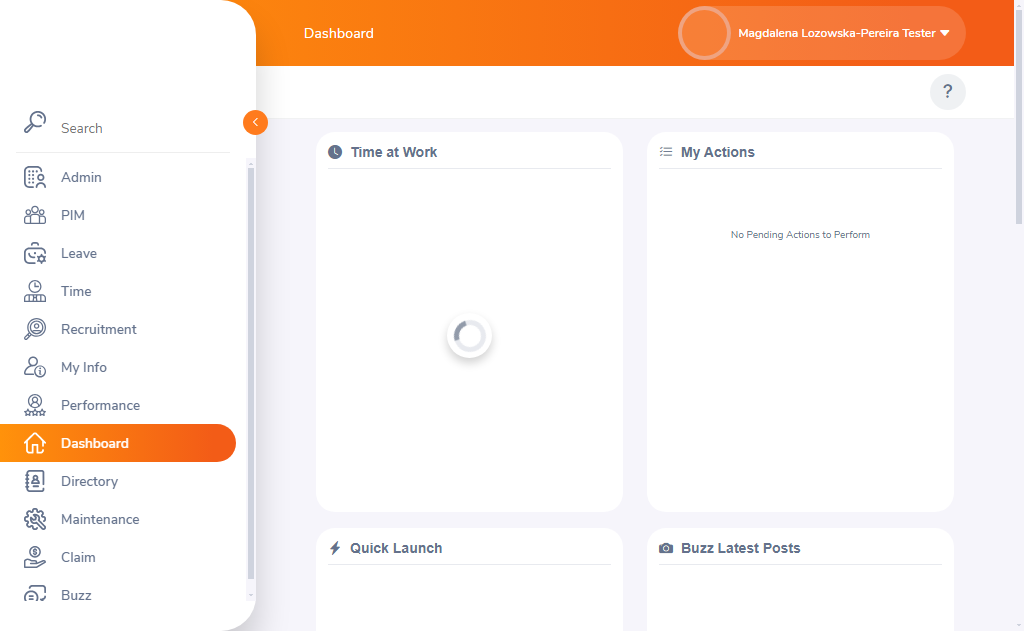 Dashboard
Magdalena Lozowska-Pereira Tester
?
Search
Admin
PIM
Leave
Time
Recruitment
My Info
Performance
Dashboard
Directory
Maintenance
Claim
Buzz
Time at Work
My Actions
No Pending Actions to Perform
Quick Launch
Buzz Latest Posts